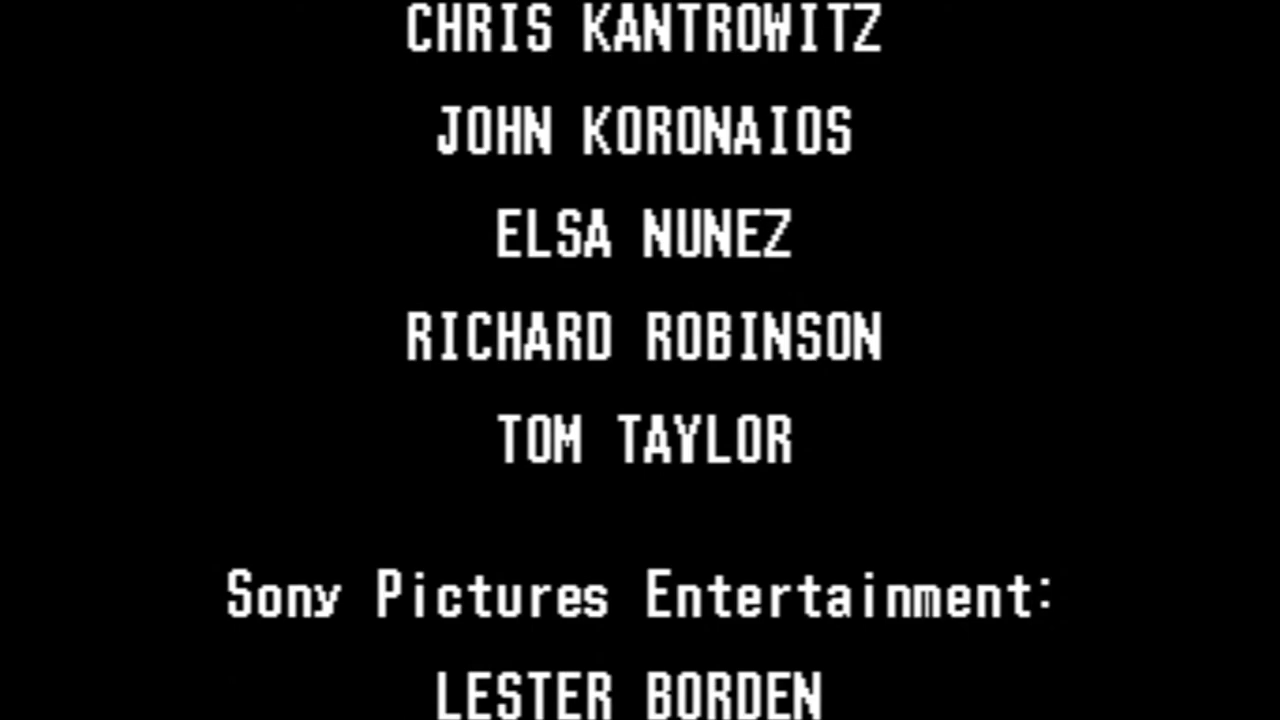 CHRIS KANTROWITZ
JOHN KORONAIOS
ELSA NUNEZ
RICHARD ROBINSON
TOM TAYLOR
Sony Pictures Entertainment:
LESTER BORDEN